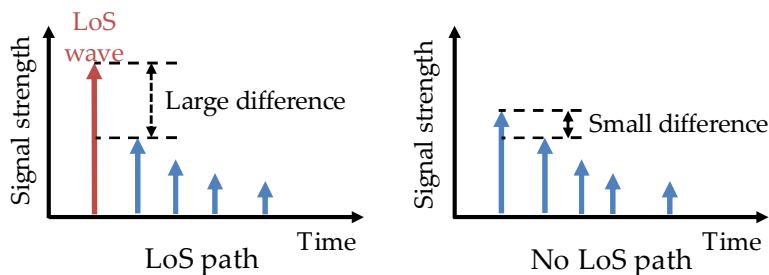 LoS
wave
Signal strength
Large difference
Time
LoS path
Signal strength
Small difference
Time
No LoS path